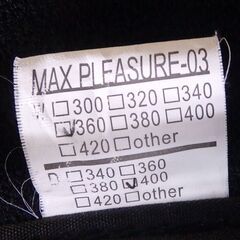 MAX PLEASURE-03
W □300 □320 □340
☑360 □380 □400
□420 □other
D □340 □360
□380 ☑400
□420 □other